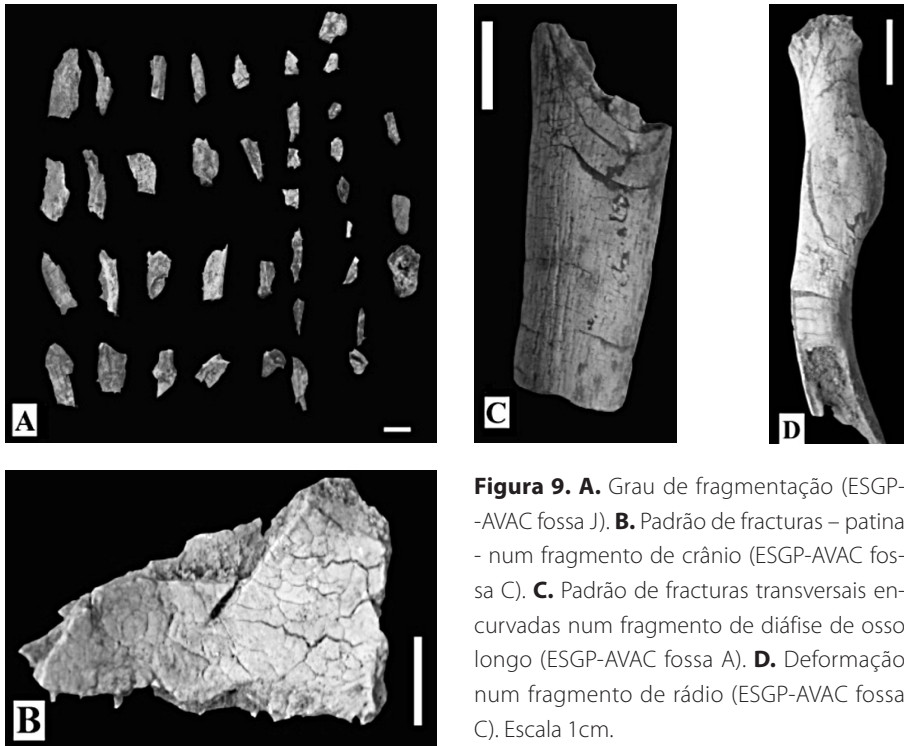 A
C
D
B
Figura 9. A. Grau de fragmentação (ESGP-
-AVAC fossa J). B. Padrão de fracturas – patina
- num fragmento de crânio (ESGP-AVAC fos-
sa C). C. Padrão de fracturas transversais en-
curvadas num fragmento de diáfise de osso
longo (ESGP-AVAC fossa A). D. Deformação
num fragmento de rádio (ESGP-AVAC fossa
C). Escala 1cm.